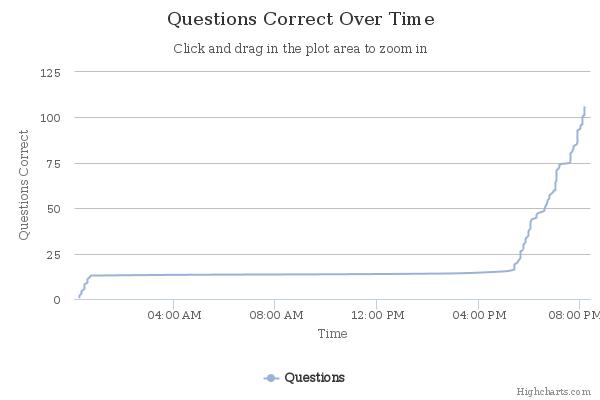 Questions Correct Over Time
Click and drag in the plot area to zoom in
Questions Correct
125
100
75
50
25
0
04:00 AM
08:00 AM
12:00 PM
04:00 PM
08:00 PM
Time
Questions
Highcharts.com